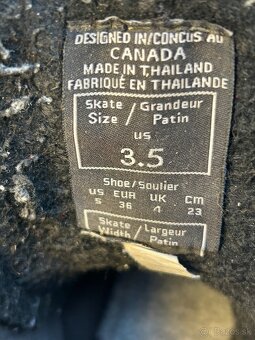 DESIGNED IN/CONÇUS AU
CANADA
MADE IN THAILAND
FABRIQUÉ EN THAILANDE
Skate / Grandeur
Size / Patin
US
3.5
Shoe/Soulier
US EUR UK Cm
5 36 4 23
Skate / Largeur
Width / Patin